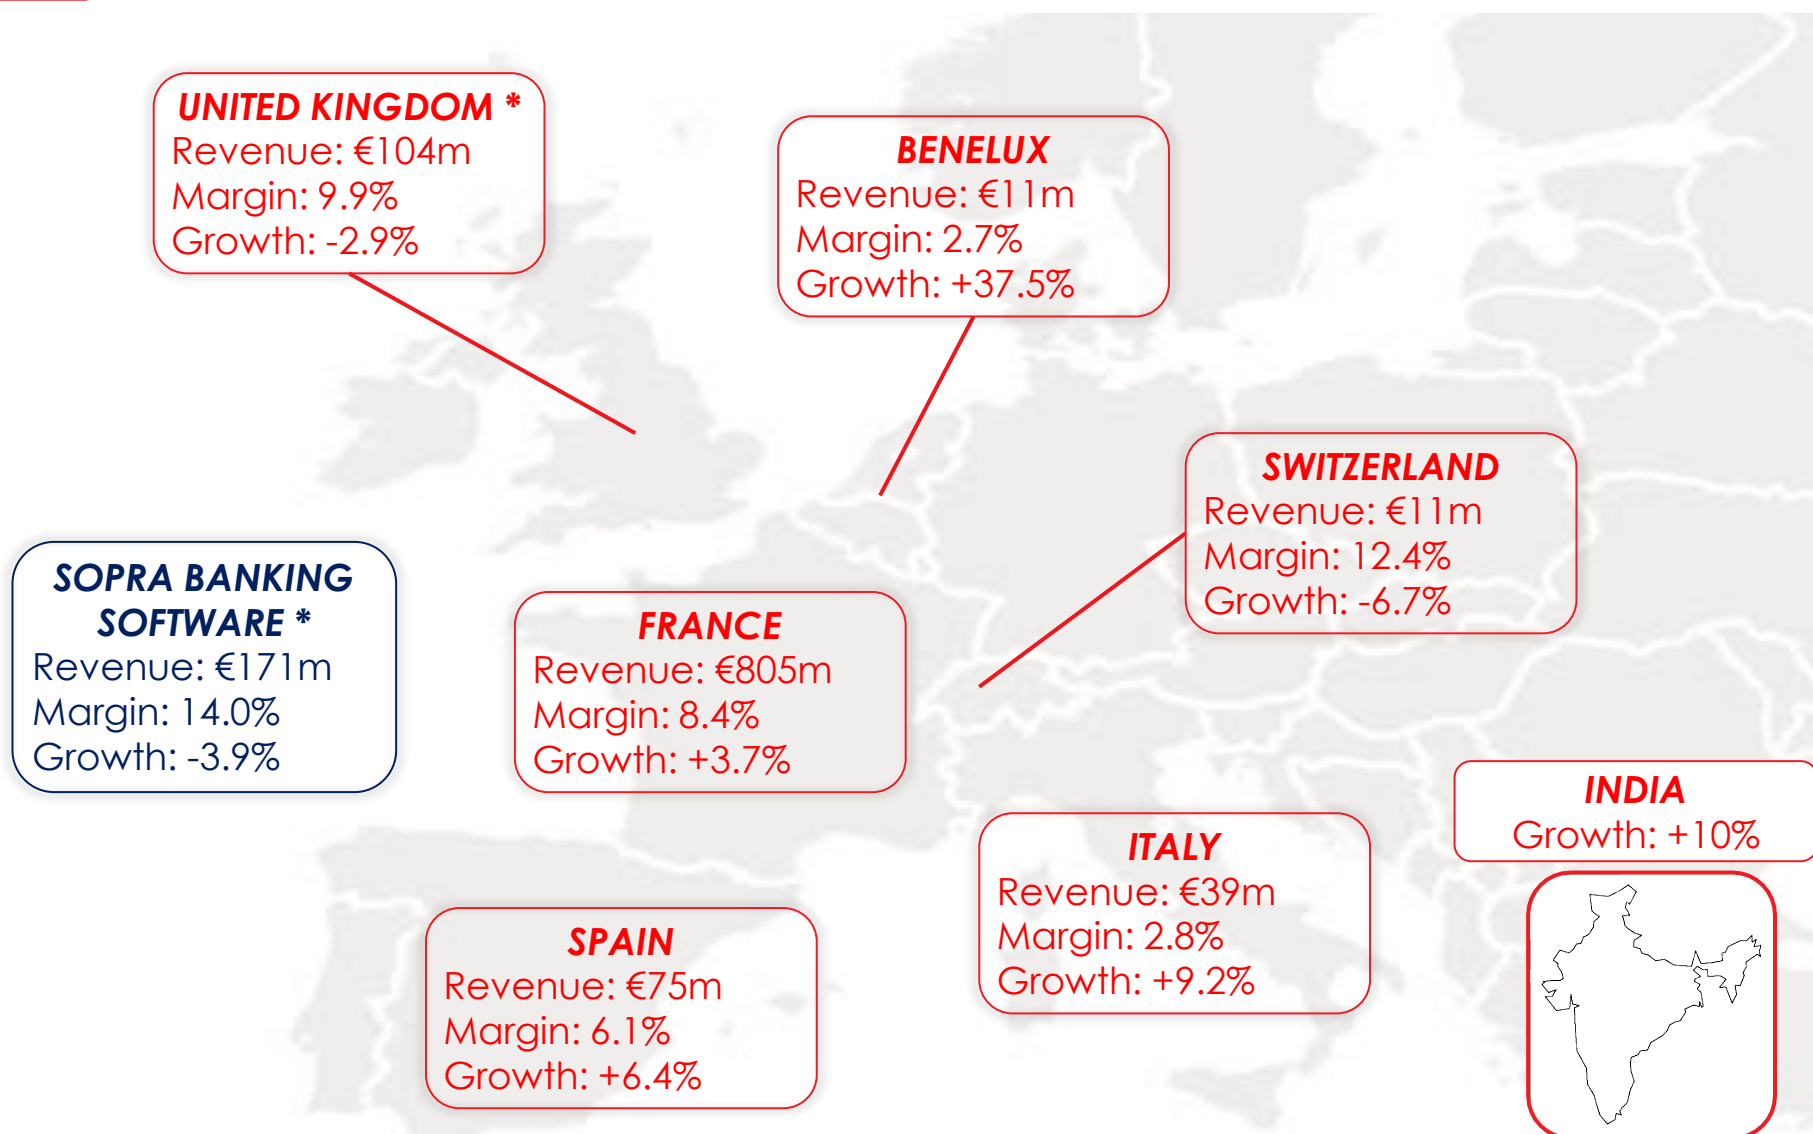 UNITED KINGDOM *
Revenue: €104m
Margin: 9.9%
Growth: -2.9%
BENELUX
Revenue: €11m
Margin: 2.7%
Growth: +37.5%
SWITZERLAND
Revenue: €11m
Margin: 12.4%
Growth: -6.7%
SOPRA BANKING
SOFTWARE *
Revenue: €171m
Margin: 14.0%
Growth: -3.9%
FRANCE
Revenue: €805m
Margin: 8.4%
Growth: +3.7%
INDIA
Growth: +10%
ITALY
Revenue: €39m
Margin: 2.8%
Growth: +9.2%
SPAIN
Revenue: €75m
Margin: 6.1%
Growth: +6.4%